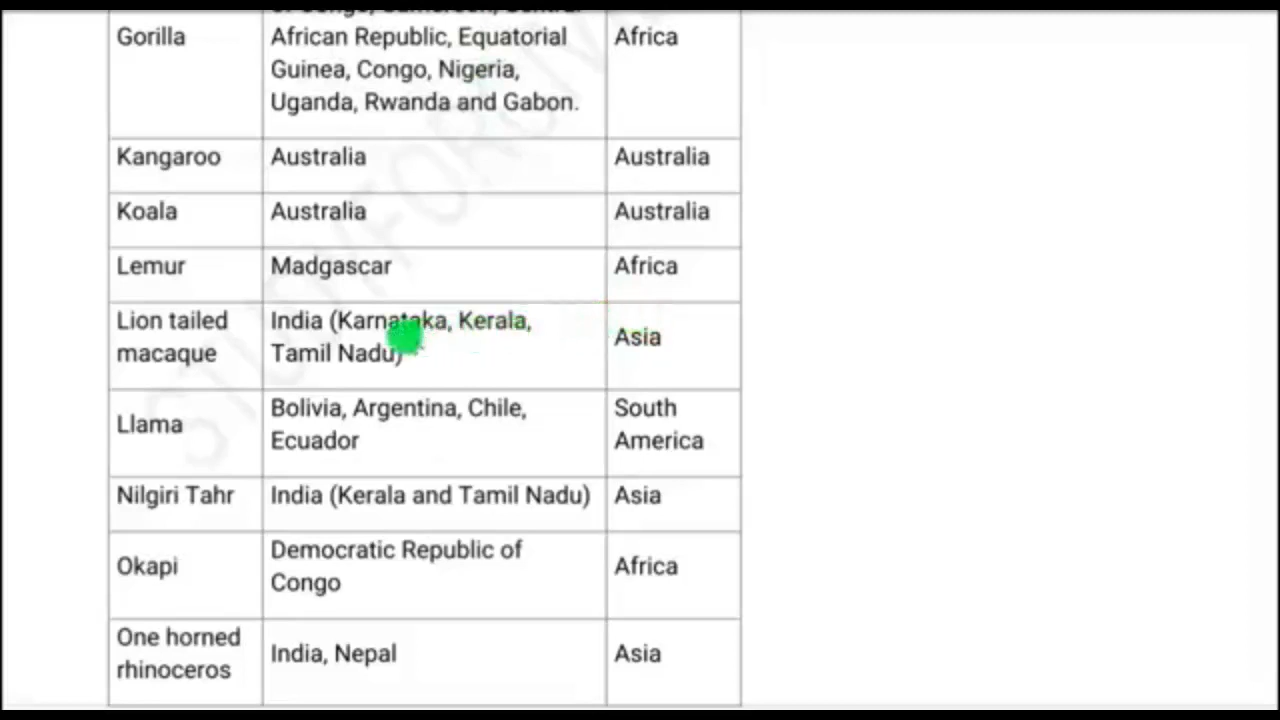 Gorilla
African Republic, Equatorial
Guinea, Congo, Nigeria,
Uganda, Rwanda and Gabon.
Africa
Kangaroo
Australia
Australia
Koala
Australia
Australia
Lemur
Madgascar
Africa
Lion tailed
macaque
India (Karnataka, Kerala,
Tamil Nadu)
Asia
Llama
Bolivia, Argentina, Chile,
Ecuador
South
America
Nilgiri Tahr
India (Kerala and Tamil Nadu)
Asia
Okapi
Democratic Republic of
Congo
Africa
One horned
rhinoceros
India, Nepal
Asia